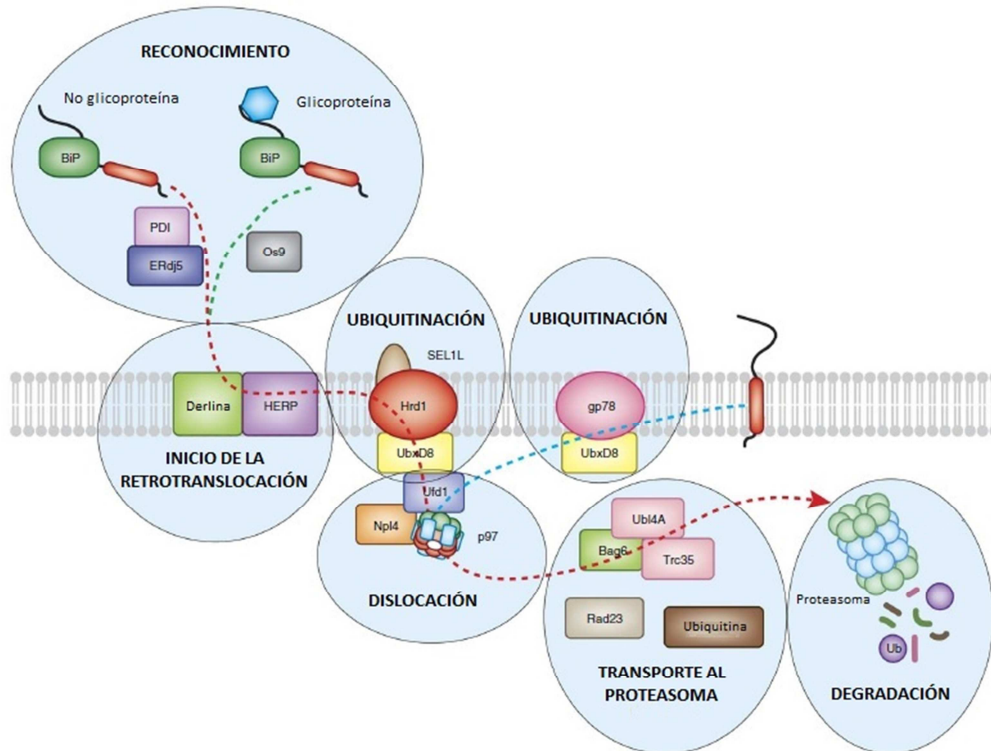 RECONOCIMIENTO
No glicoproteína
Glicoproteína
BiP
BiP
PDI
ERdj5
Os9
UBIQUITINACIÓN
UBIQUITINACIÓN
SEL1L
Derlina
HERP
Hrd1
gp78
UbxD8
UbxD8
INICIO DE LA
RETROTRANSLOCACIÓN
Ufd1
Npl4
p97
DISLOCACIÓN
Ubl4A
Bag6
Trc35
Rad23
Ubiquitina
TRANSPORTE AL
PROTEASOMA
Proteasoma
Ub
DEGRADACIÓN